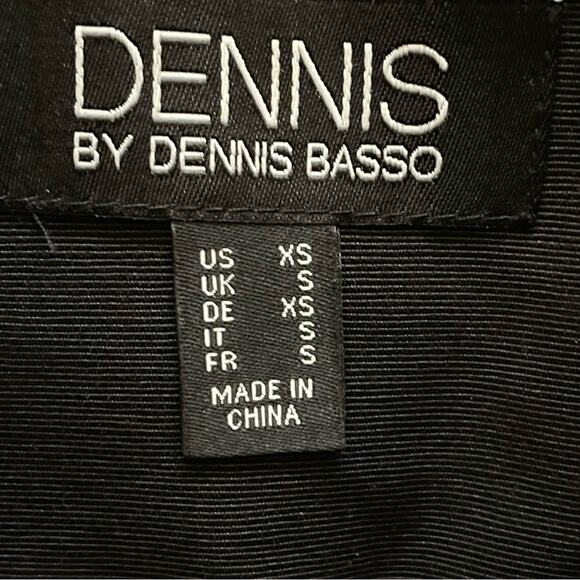 DENNIS
BY DENNIS BASSO
US XS
UK S
DE XS
IT S
FR S
MADE IN
CHINA